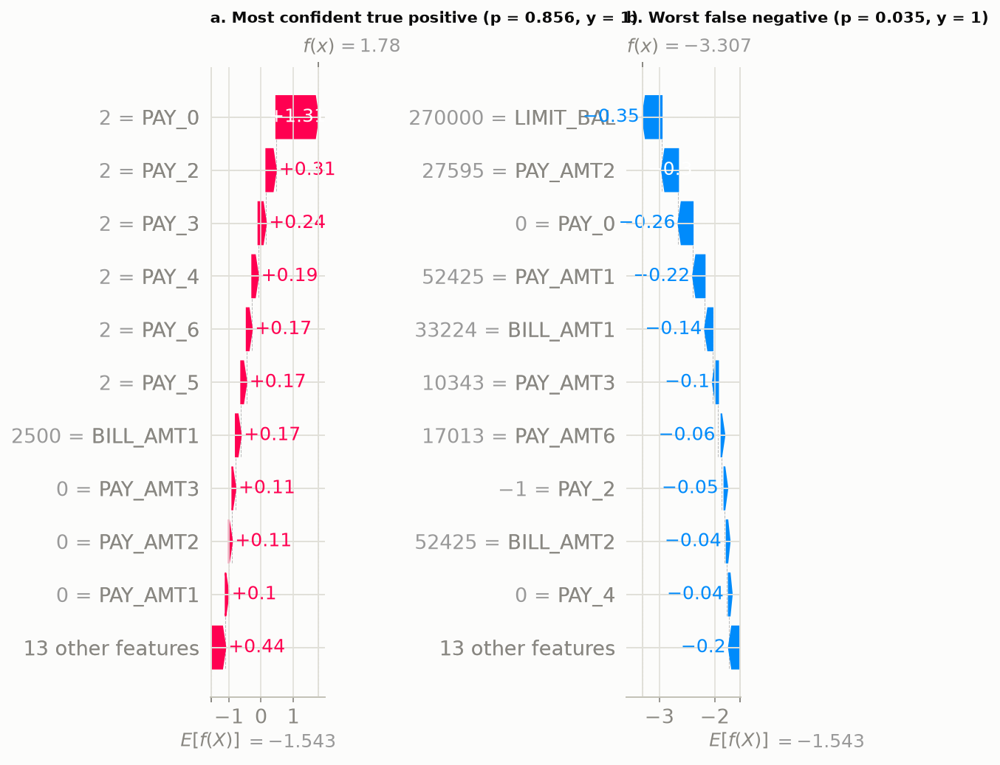 a. Most confident true positive (p = 0.856, y = 1)
f(x) = 1.78
2 = PAY_0
2 = PAY_2 +0.31
2 = PAY_3 +0.24
2 = PAY_4 +0.19
2 = PAY_6 +0.17
2 = PAY_5 +0.17
2500 = BILL_AMT1 +0.17
0 = PAY_AMT3 +0.11
0 = PAY_AMT2 +0.11
0 = PAY_AMT1 +0.1
13 other features +0.44
−1 0 1
E[f(X)] = −1.543
b. Worst false negative (p = 0.035, y = 1)
f(x) = −3.307
270000 = LIMIT_BAL −0.35
27595 = PAY_AMT2
0 = PAY_0 −0.26
52425 = PAY_AMT1 −0.22
33224 = BILL_AMT1 −0.14
10343 = PAY_AMT3 −0.1
17013 = PAY_AMT6 −0.06
−1 = PAY_2 −0.05
52425 = BILL_AMT2 −0.04
0 = PAY_4 −0.04
13 other features −0.2
−3 −2
E[f(X)] = −1.543